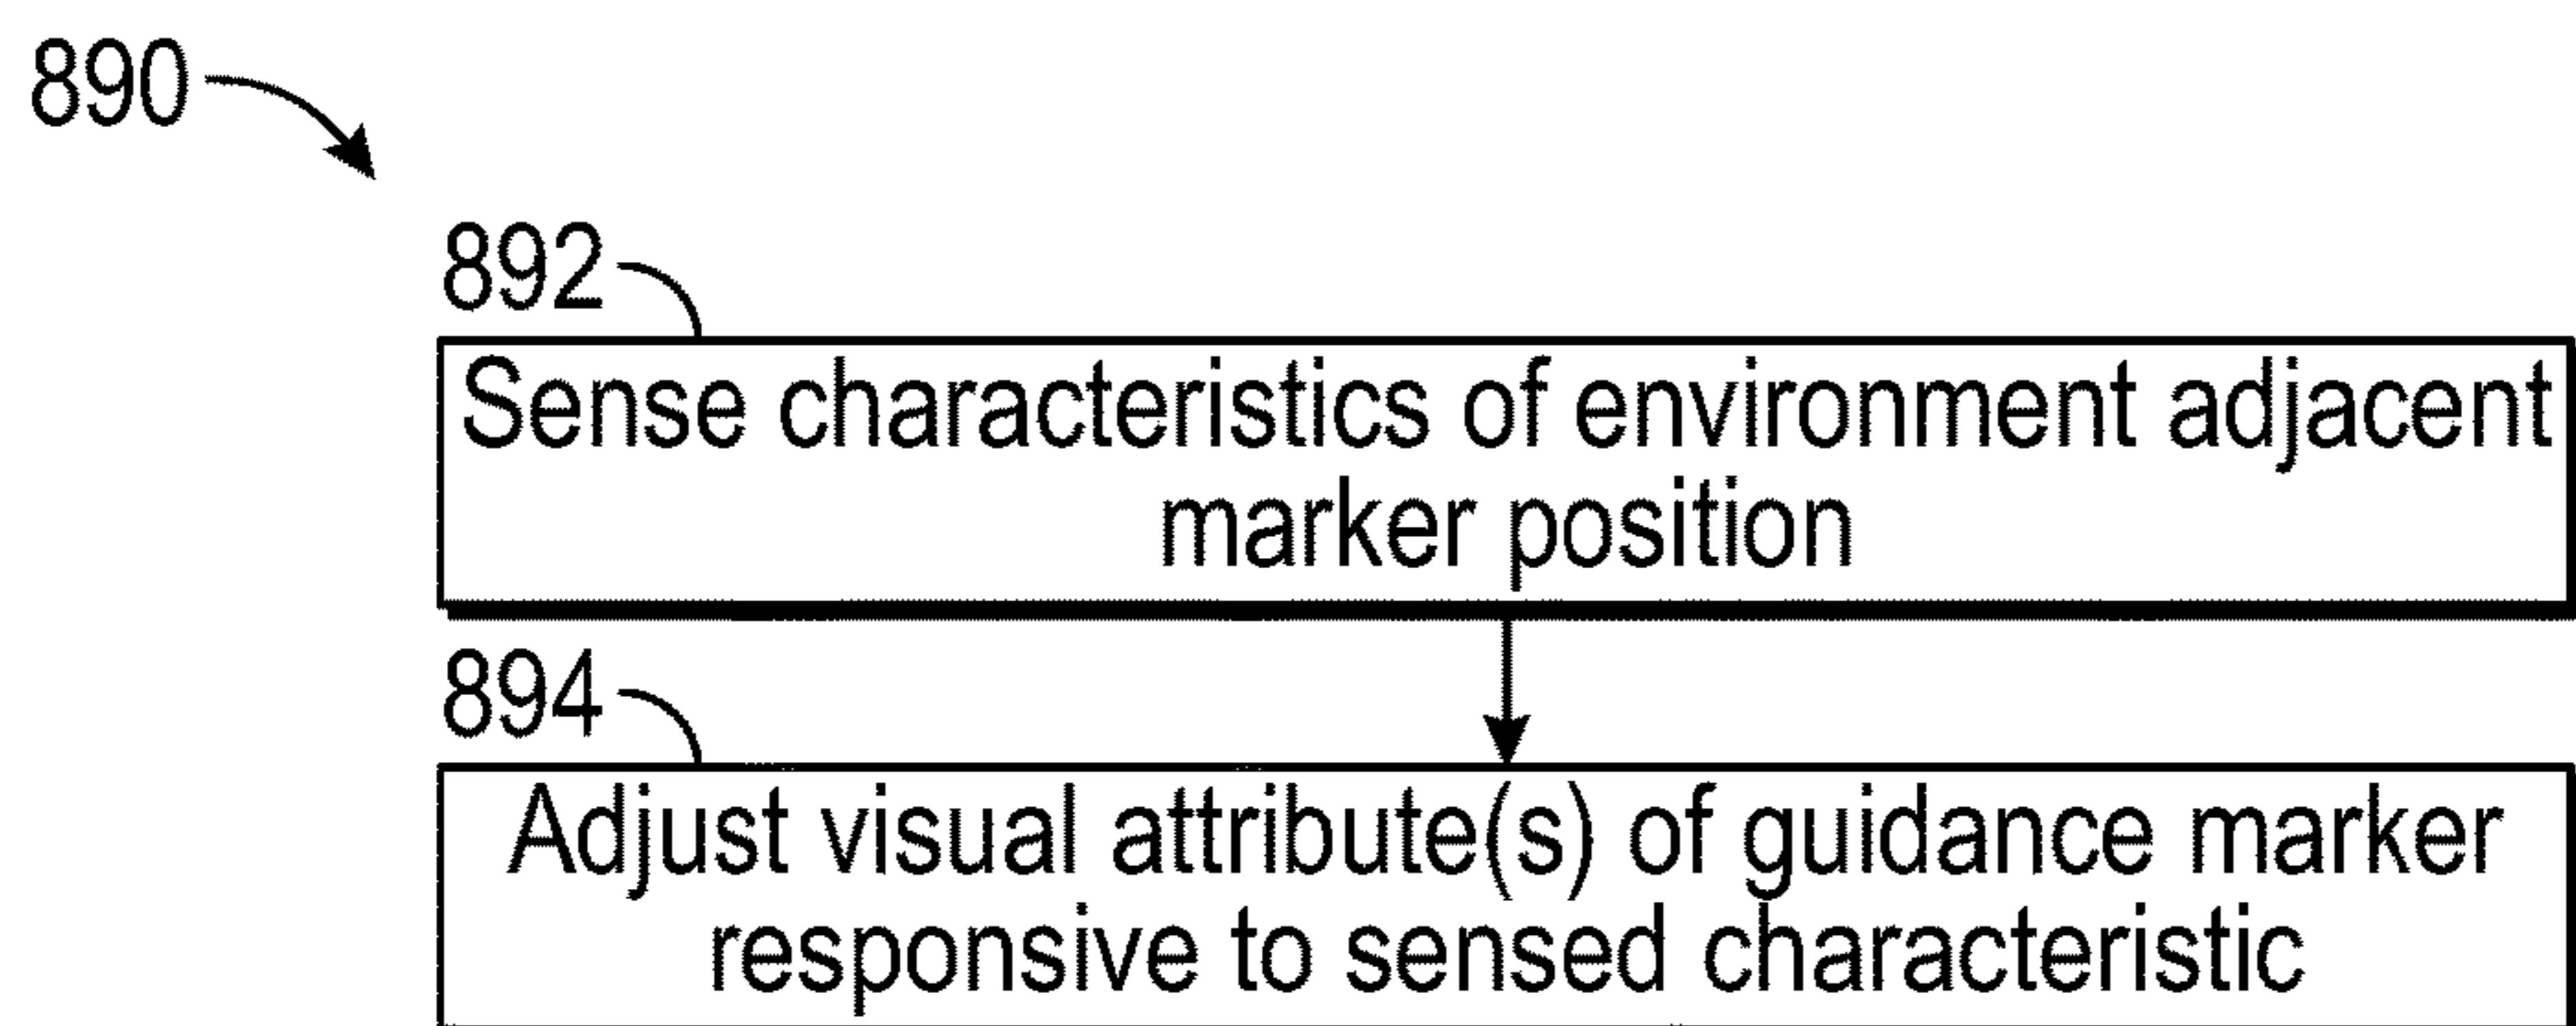 890
892
Sense characteristics of environment adjacent
marker position
894
Adjust visual attribute(s) of guidance marker
responsive to sensed characteristic